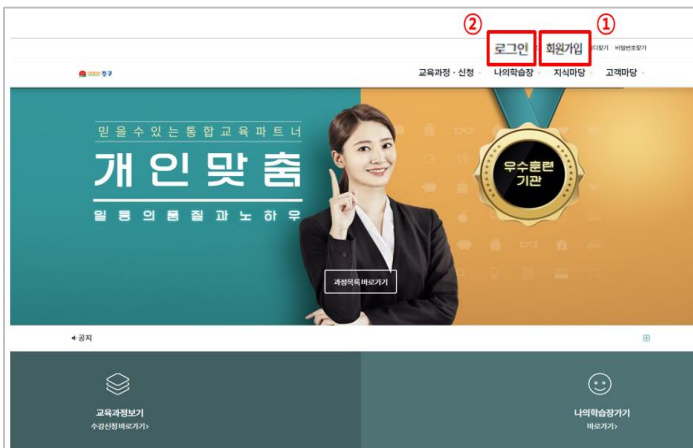 ② ①
로그인 회원가입 비밀번호찾기
교육과정 · 신청 나의학습장 지식마당 고객마당
믿을수있는통합교육파트너
개인맞춤
일등의품질과노하우
우수훈련
기관
과정목록바로가기
공지
교육과정보기
수강신청바로가기>
나의학습장가기
바로가기>